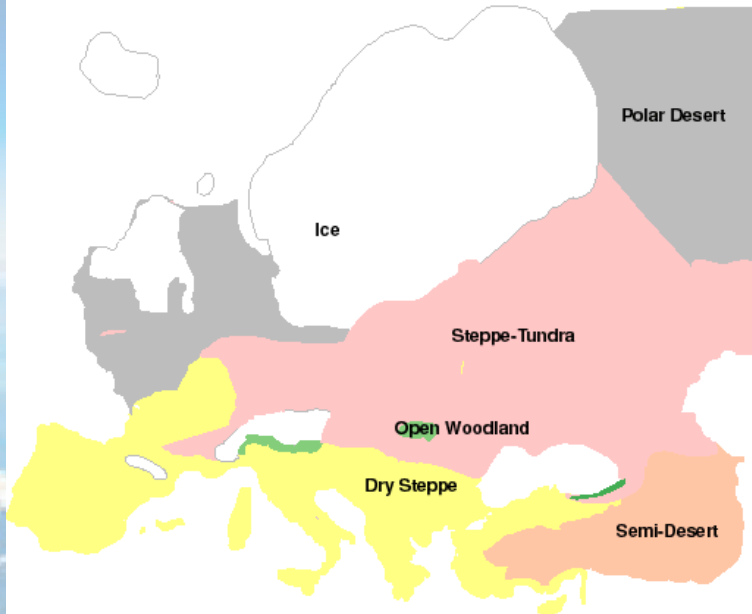 Polar Desert
Ice
Steppe-Tundra
Open Woodland
Dry Steppe
Semi-Desert